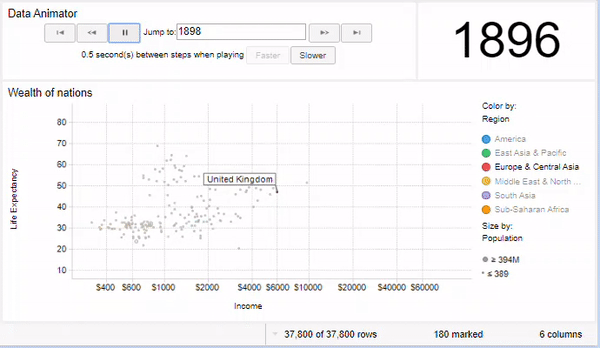 Data Animator
Jump to: 1898
0.5 second(s) between steps when playing Faster Slower
1896
Wealth of nations
Life Expectancy
80
70
60
50
40
30
20
10
United Kingdom
$400 $600 $1000 $2000 $4000 $6000 $10000 $20000 $40000 $60000
Income
Color by:
Region
America
East Asia & Pacific
Europe & Central Asia
Middle East & North ...
South Asia
Sub-Saharan Africa
Size by:
Population
≥ 394M
≤ 389
37,800 of 37,800 rows 180 marked 6 columns